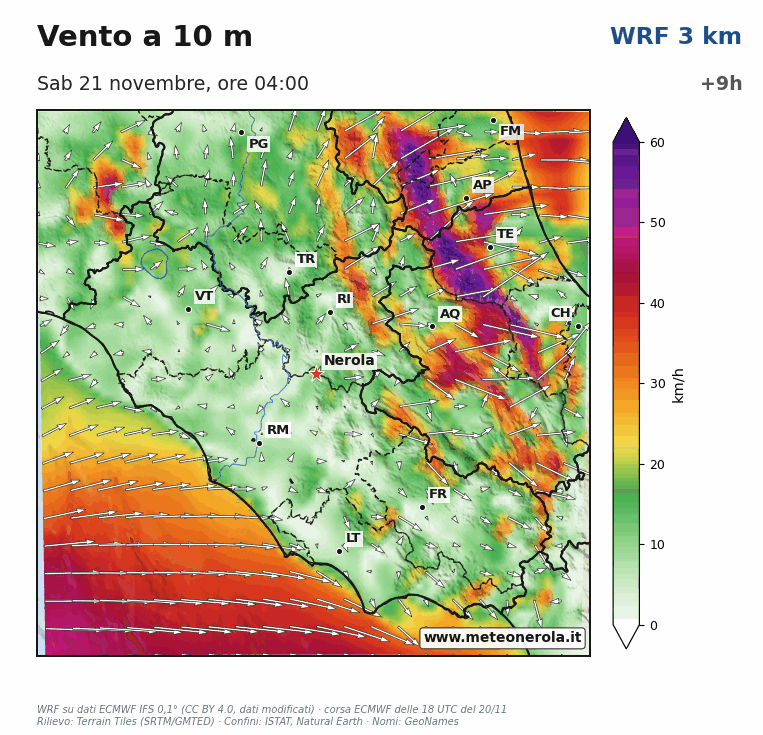 Vento a 10 m
WRF 3 km
Sab 21 novembre, ore 04:00
+9h
FM
PG
AP
TE
TR
VT
RI
AQ
CH
Nerola
RM
FR
LT
www.meteonerola.it
60
50
40
30
20
10
0
km/h
WRF su dati ECMWF IFS 0,1° (CC BY 4.0, dati modificati) · corsa ECMWF delle 18 UTC del 20/11
Rilievo: Terrain Tiles (SRTM/GMTED) · Confini: ISTAT, Natural Earth · Nomi: GeoNames